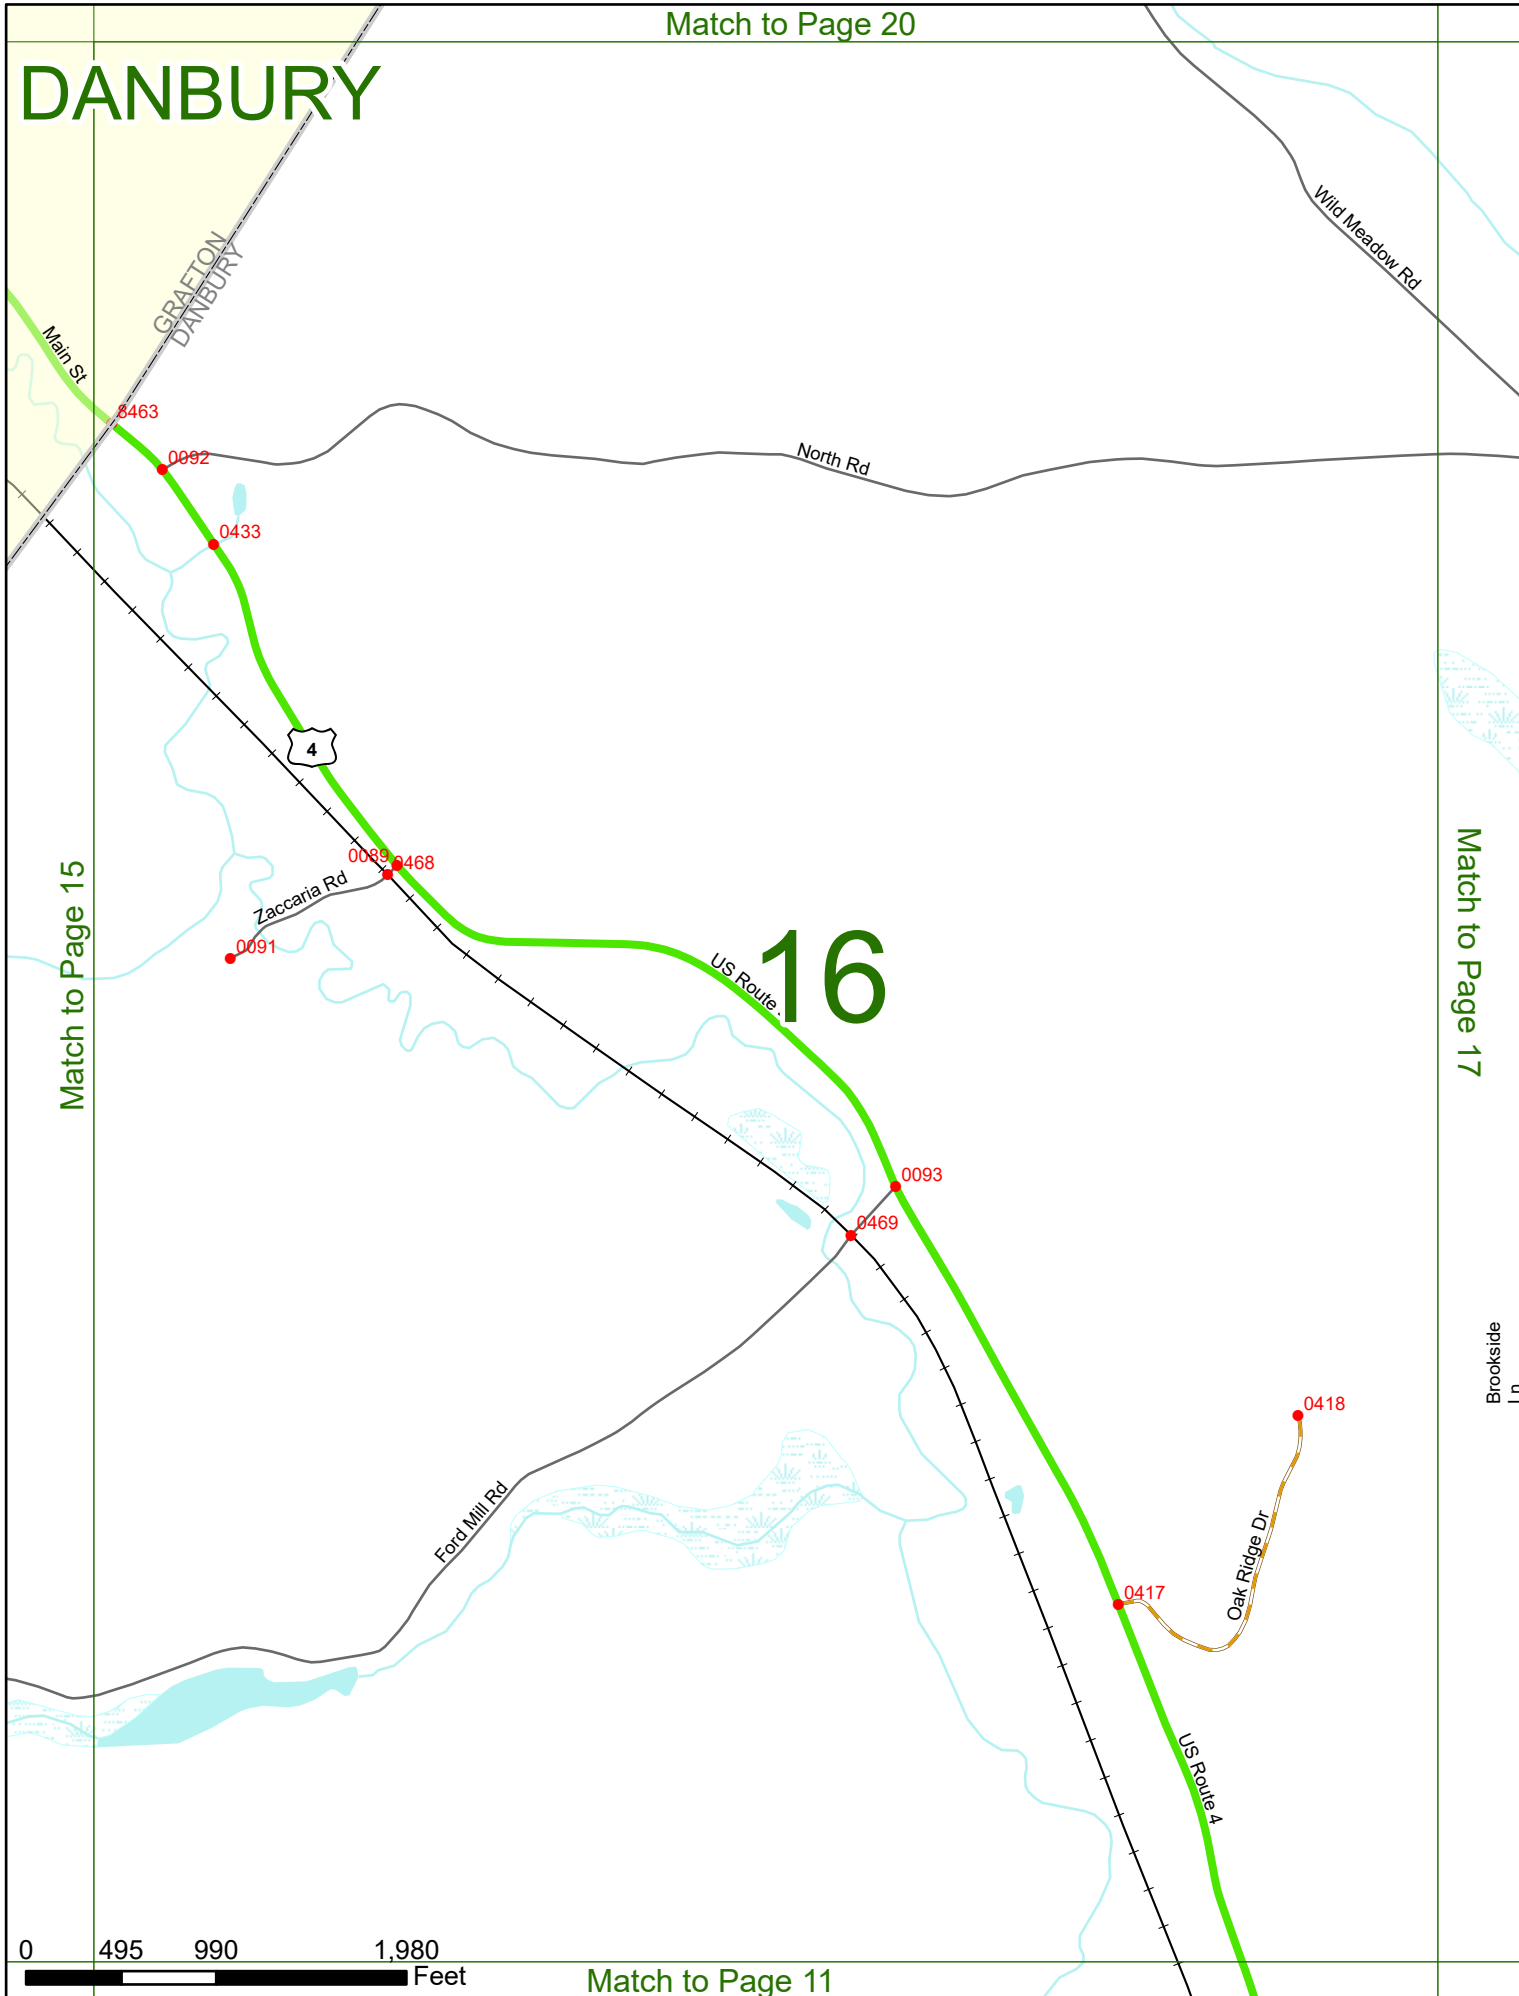 Match to Page 20
DANBURY
Wild Meadow Rd
GRAFTON
DANBURY
Main St
8463
0092
North Rd
0433
4
Match to Page 15
Match to Page 17
0089
0468
Zaccaria Rd
0091
US Route
16
0093
0469
Brookside
Ln
0418
Ford Mill Rd
Oak Ridge Dr
0417
US Route 4
0 495 990 1,980
Feet
Match to Page 11